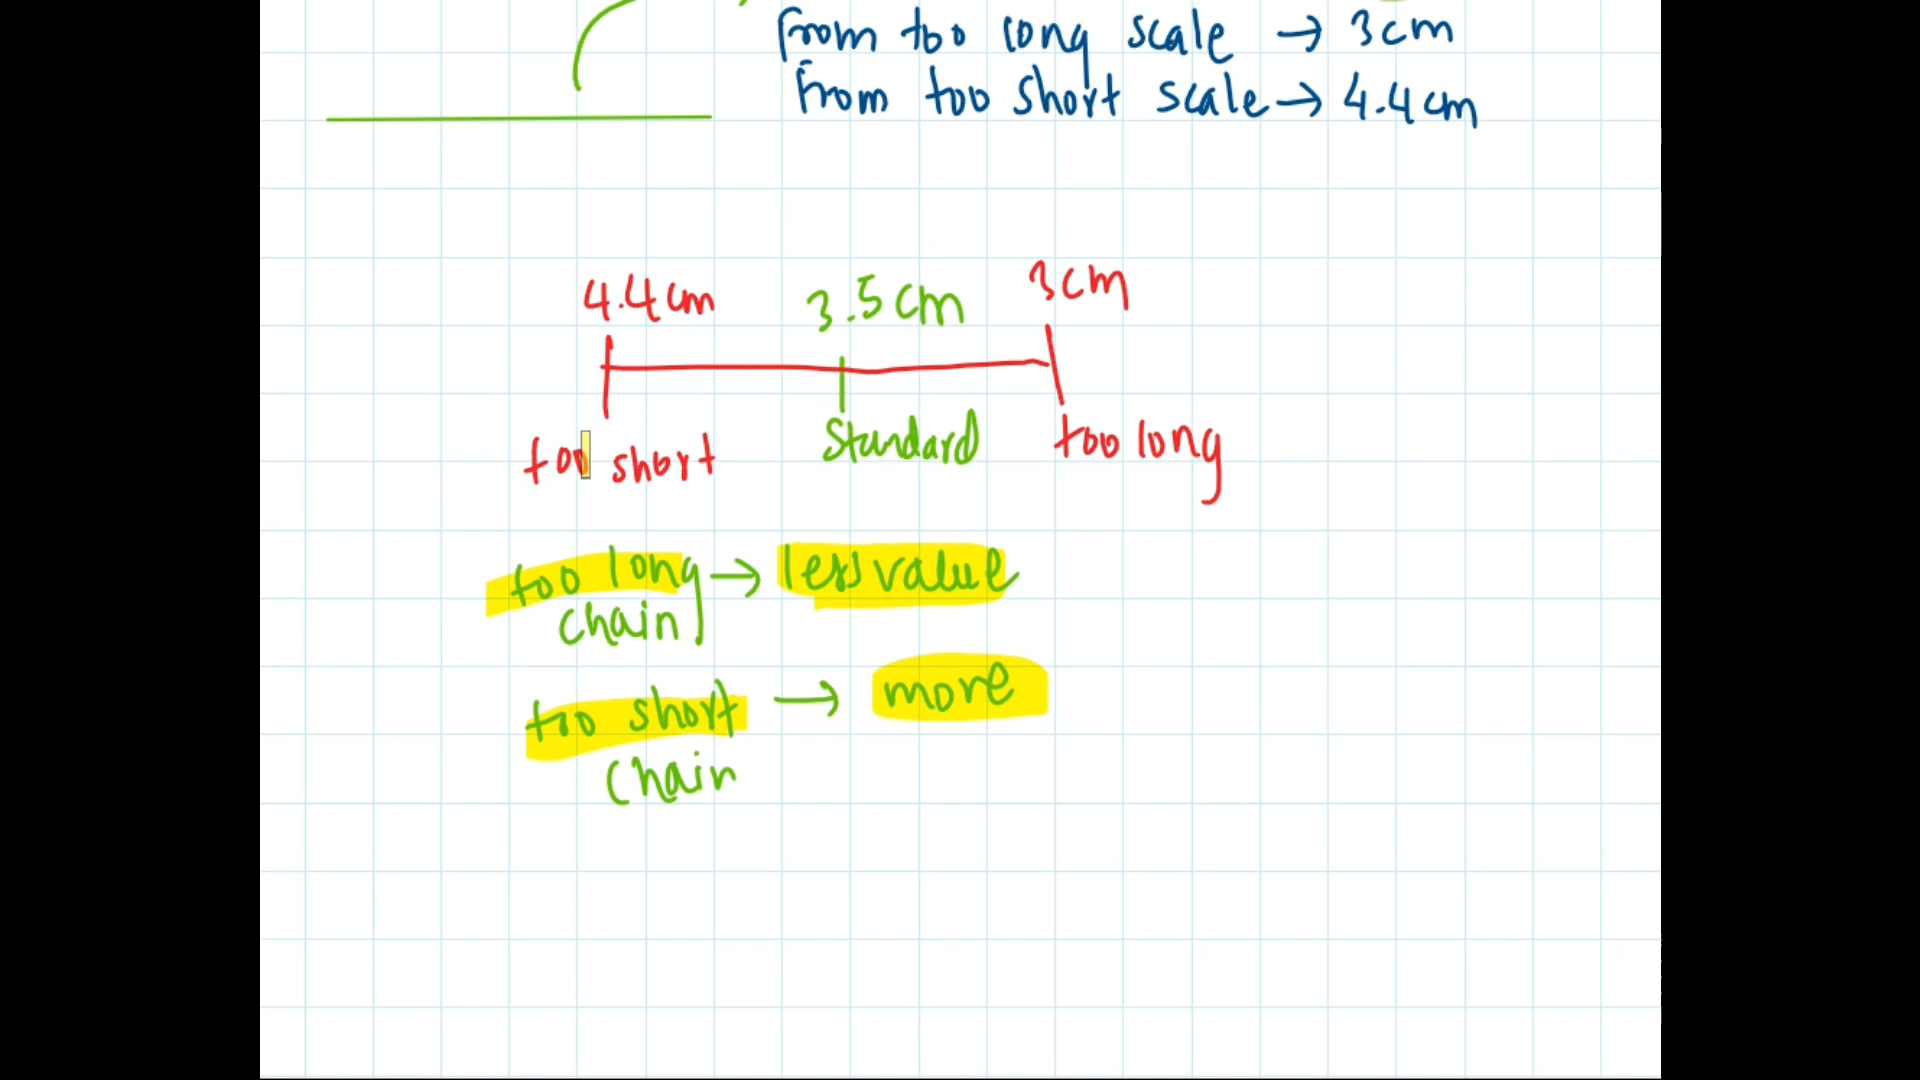 From too long scale → 3cm
From too short scale → 4.4cm
4.4cm 3.5cm 3cm
too short standard too long
too long → less value
chain
too short → more
chain